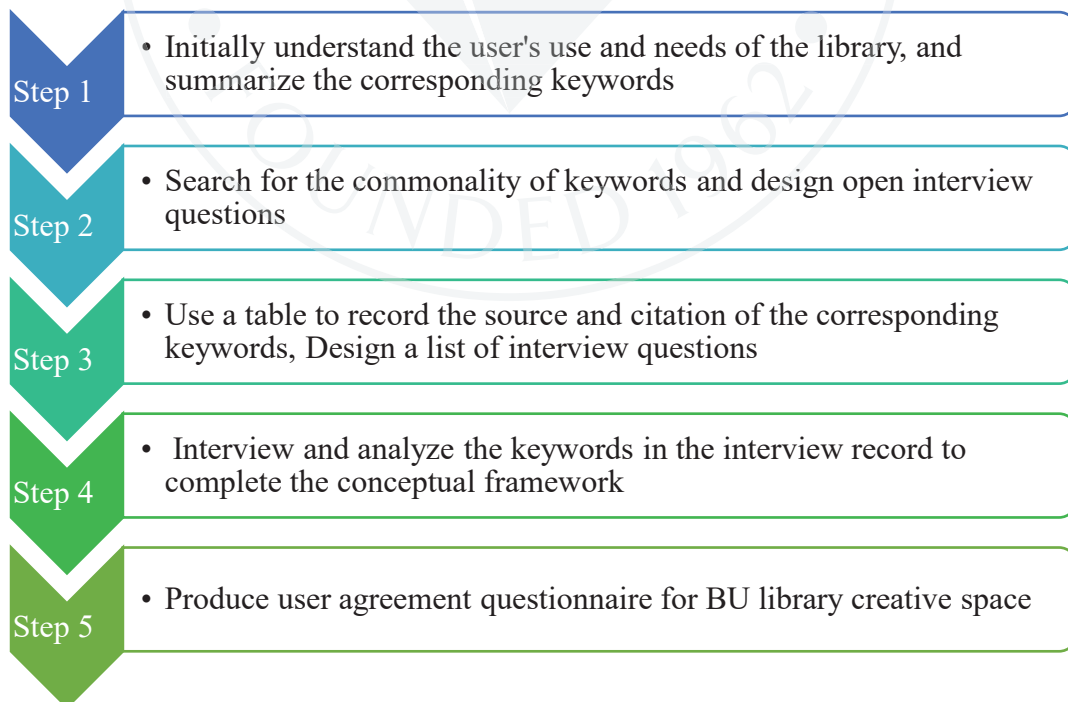 Step 1
• Initially understand the user's use and needs of the library, and
summarize the corresponding keywords
Step 2
• Search for the commonality of keywords and design open interview
questions
Step 3
• Use a table to record the source and citation of the corresponding
keywords, Design a list of interview questions
Step 4
• Interview and analyze the keywords in the interview record to
complete the conceptual framework
Step 5
• Produce user agreement questionnaire for BU library creative space
FOUNDED 1962